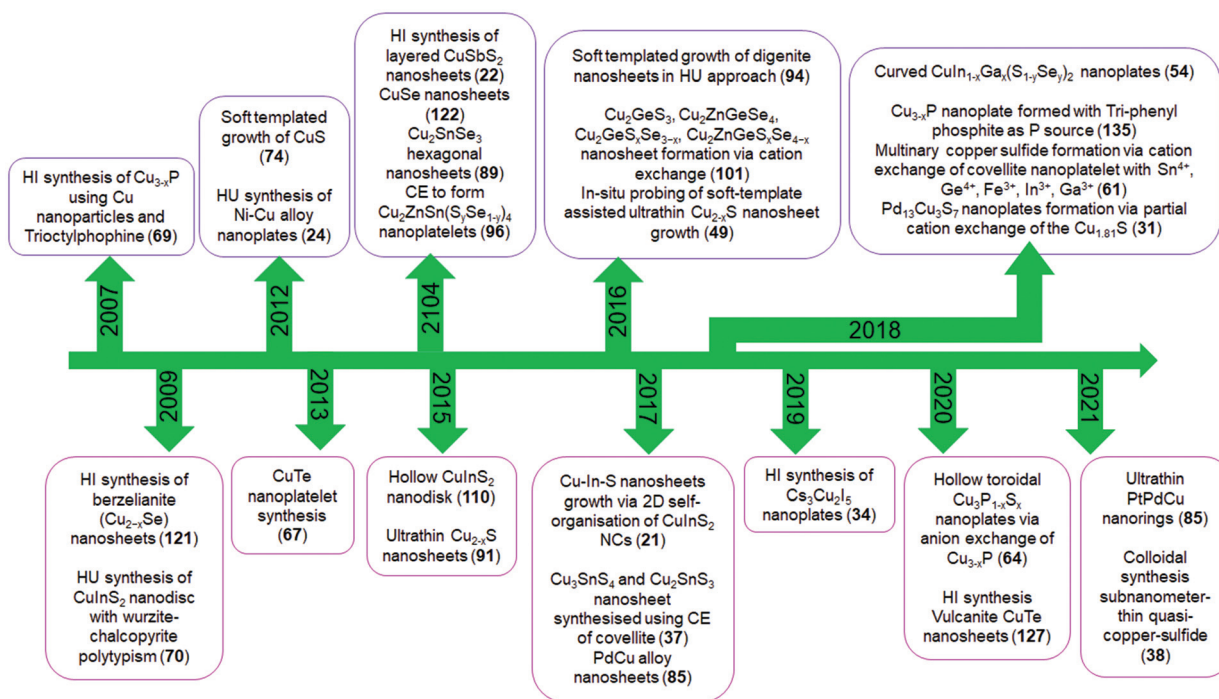 HI synthesis of Cu₃₋ₓP
using Cu
nanoparticles and
Trioctylphophine (69)
2007
Soft templated
growth of CuS
(74)
HU synthesis of
Ni-Cu alloy
nanoplates (24)
2012
HI synthesis of
layered CuSbS₂
nanosheets (22)
CuSe nanosheets
(122)
Cu₂SnSe₃
hexagonal
nanosheets (89)
CE to form
Cu₂ZnSn(SᵧSe₁₋ᵧ)₄
nanoplatelets (96)
2104
Soft templated growth of digenite
nanosheets in HU approach (94)
Cu₂GeS₃, Cu₂ZnGeSe₄,
Cu₂GeSₓSe₃₋ₓ, Cu₂ZnGeSₓSe₄₋ₓ
nanosheet formation via cation
exchange (101)
In-situ probing of soft-template
assisted ultrathin Cu₂₋ₓS nanosheet
growth (49)
2016
Curved CuIn₁₋ₓGaₓ(S₁₋ᵧSeᵧ)₂ nanoplates (54)
Cu₃₋ₓP nanoplate formed with Tri-phenyl
phosphite as P source (135)
Multinary copper sulfide formation via cation
exchange of covellite nanoplatelet with Sn⁴⁺,
Ge⁴⁺, Fe³⁺, In³⁺, Ga³⁺ (61)
Pd₁₃Cu₃S₇ nanoplates formation via partial
cation exchange of the Cu₁.₈₁S (31)
2018
2009
HI synthesis of
berzelianite
(Cu₂₋ₓSe)
nanosheets (121)
HU synthesis of
CuInS₂ nanodisc
with wurzite-
chalcopyrite
polytypism (70)
2013
CuTe
nanoplatelet
synthesis
(67)
2015
Hollow CuInS₂
nanodisk (110)
Ultrathin Cu₂₋ₓS
nanosheets (91)
2017
Cu-In-S nanosheets
growth via 2D self-
organisation of CuInS₂
NCs (21)
Cu₃SnS₄ and Cu₂SnS₃
nanosheet
synthesised using CE
of covellite (37)
PdCu alloy
nanosheets (85)
2019
HI synthesis of
Cs₃Cu₂I₅
nanoplates (34)
2020
Hollow toroidal
Cu₃P₁₋ₓSₓ
nanoplates via
anion exchange of
Cu₃₋ₓP (64)
HI synthesis
Vulcanite CuTe
nanosheets (127)
2021
Ultrathin
PtPdCu
nanorings (85)
Colloidal
synthesis
subnanometer-
thin quasi-
copper-sulfide
(38)